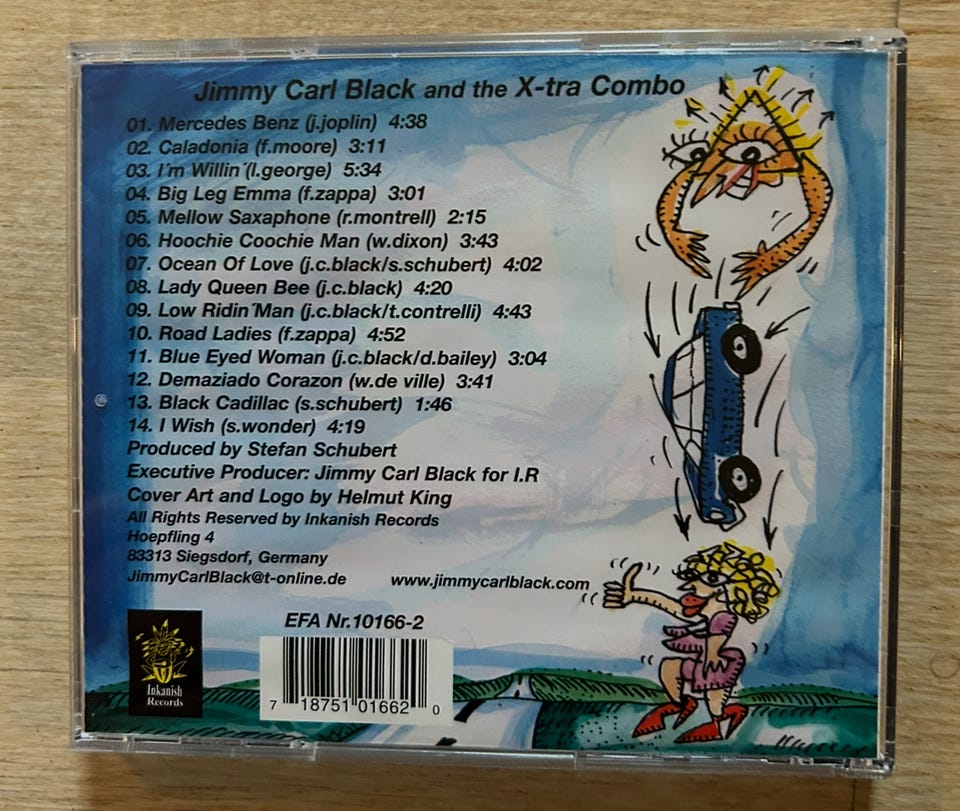 Jimmy Carl Black and the X-tra Combo
01. Mercedes Benz (j.joplin) 4:38
02. Caladonia (f.moore) 3:11
03. I´m Willin´(l.george) 5:34
04. Big Leg Emma (f.zappa) 3:01
05. Mellow Saxaphone (r.montrell) 2:15
06. Hoochie Coochie Man (w.dixon) 3:43
07. Ocean Of Love (j.c.black/s.schubert) 4:02
08. Lady Queen Bee (j.c.black) 4:20
09. Low Ridin´Man (j.c.black/t.contrelli) 4:43
10. Road Ladies (f.zappa) 4:52
11. Blue Eyed Woman (j.c.black/d.bailey) 3:04
12. Demaziado Corazon (w.de ville) 3:41
13. Black Cadillac (s.schubert) 1:46
14. I Wish (s.wonder) 4:19
Produced by Stefan Schubert
Executive Producer: Jimmy Carl Black for I.R
Cover Art and Logo by Helmut King
All Rights Reserved by Inkanish Records
Hoepfling 4
83313 Siegsdorf, Germany
JimmyCarlBlack@t-online.de www.jimmycarlblack.com
EFA Nr.10166-2
Inkanish
Records
7 18751 01662 0